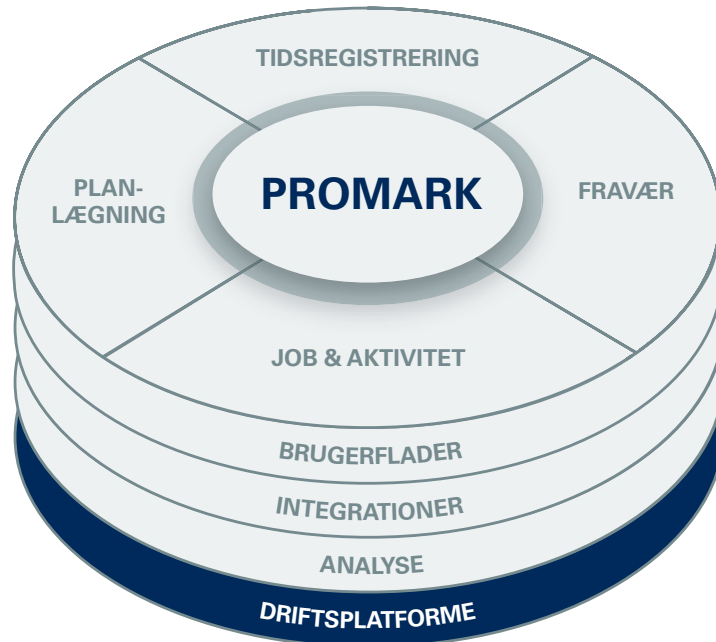 TIDSREGISTRERING
PLAN-
LÆGNING
PROMARK
FRAVÆR
JOB & AKTIVITET
BRUGERFLADER
INTEGRATIONER
ANALYSE
DRIFTSPLATFORME